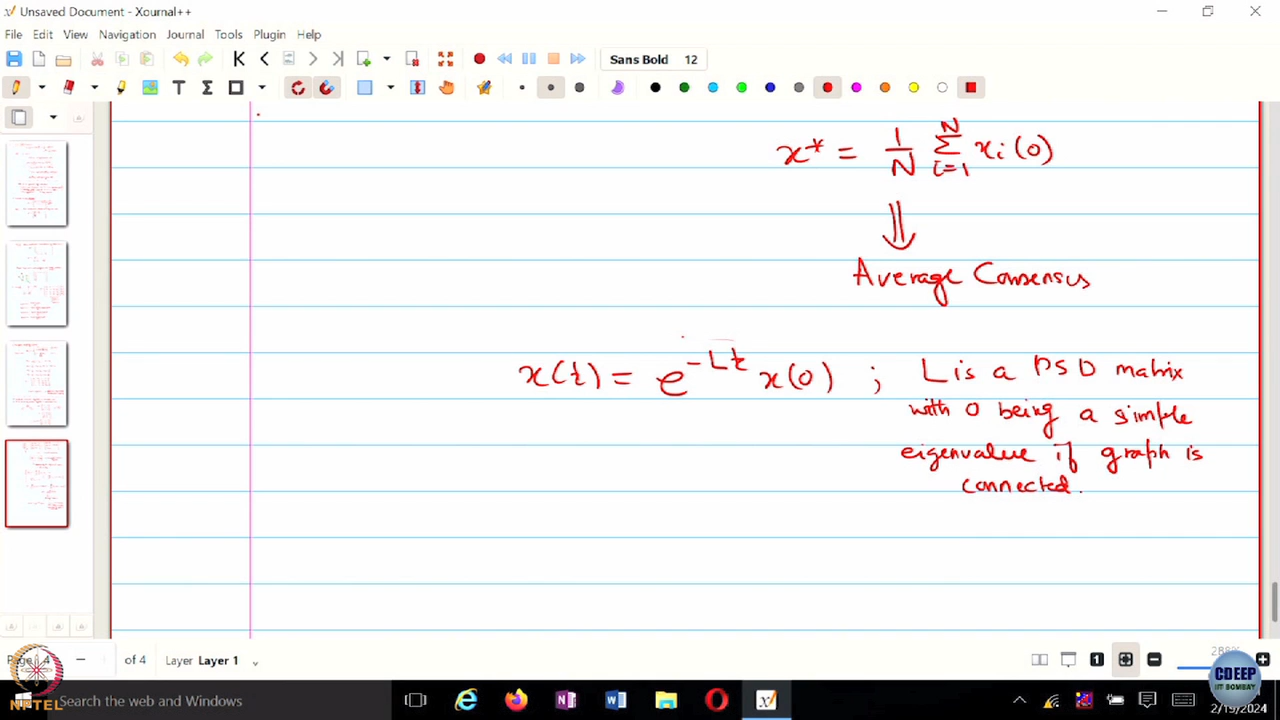 Unsaved Document - Xournal++
File Edit View Navigation Journal Tools Plugin Help
Sans Bold 12
x* = 1/N Σ_{i=1}^{N} x_i(0)
⇓
Average Consensus
x(t) = e^{-Lt} x(0) ; L is a PSD matrix
with 0 being a simple
eigenvalue if graph is
connected.
of 4 Layer Layer 1
288%
Search the web and Windows
NPTEL
CDEEP
IIT BOMBAY
2/19/2024